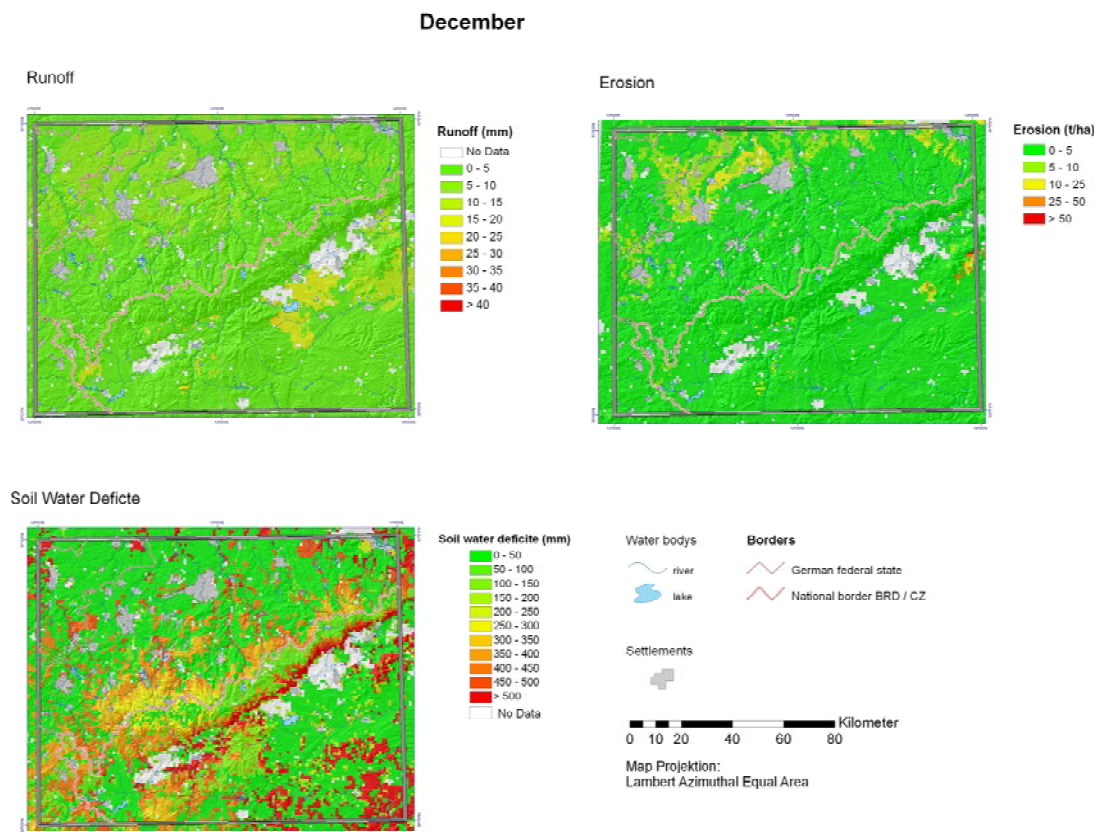 December
Runoff
Runoff (mm)
No Data
0 - 5
5 - 10
10 - 15
15 - 20
20 - 25
25 - 30
30 - 35
35 - 40
> 40
Erosion
Erosion (t/ha)
0 - 5
5 - 10
10 - 25
25 - 50
> 50
Soil Water Deficte
Soil water deficite (mm)
0 - 50
50 - 100
100 - 150
150 - 200
200 - 250
250 - 300
300 - 350
350 - 400
400 - 450
450 - 500
> 500
No Data
Water bodys
river
lake
Borders
German federal state
National border BRD / CZ
Settlements
Kilometer
0 10 20 40 60 80
Map Projektion:
Lambert Azimuthal Equal Area